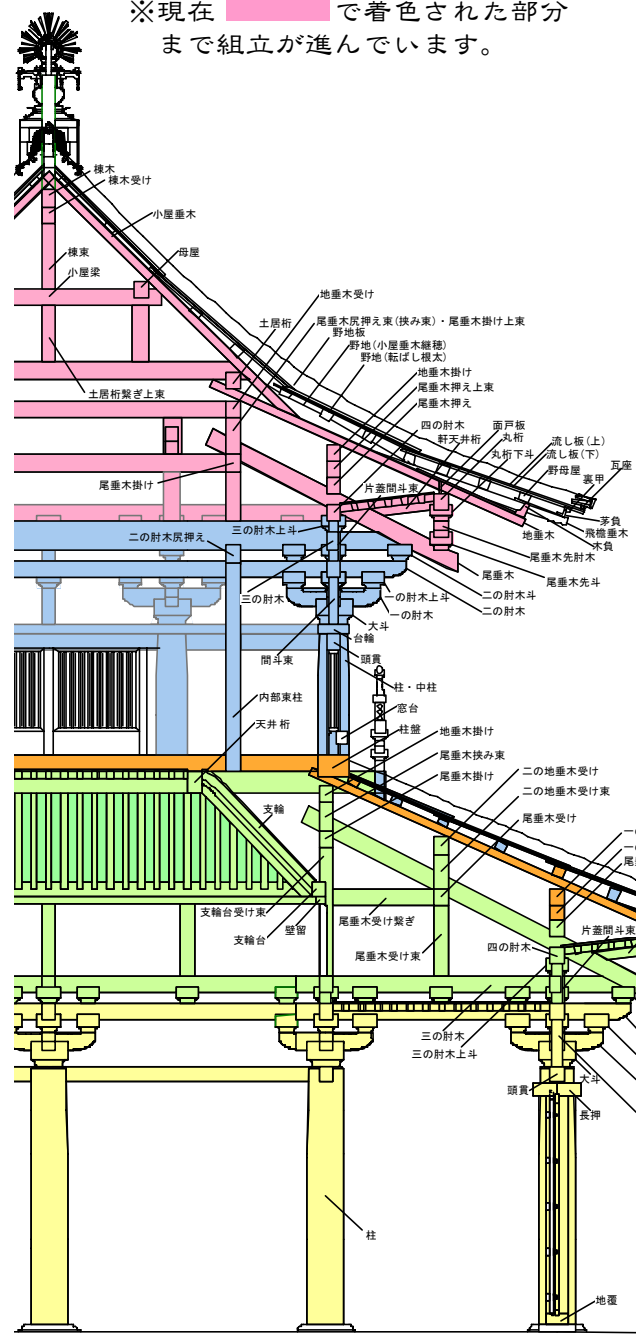 ※現在 で着色された部分
まで組立が進んでいます。
棟木
棟木受け
小屋垂木
棟束
小屋梁
母屋
地垂木受け
土居桁
尾垂木尻押え束(挟み束)・尾垂木掛け上束
野地板
野地(小屋垂木継穂)
野地(転ばし根太)
地垂木掛け
尾垂木押え上束
尾垂木押え
土居桁繋ぎ上束
四の肘木
軒天井桁
面戸板
丸桁
丸桁下斗
流し板(上)
流し板(下)
野母屋
瓦座
裏甲
茅負
飛檐垂木
木負
地垂木
尾垂木掛け
片蓋間斗束
三の肘木上斗
二の肘木尻押え
尾垂木先肘木
尾垂木先斗
尾垂木
二の肘木斗
二の肘木
三の肘木
一の肘木上斗
一の肘木
大斗
台輪
間斗束
頭貫
柱・中柱
内部束柱
窓台
天井桁
柱盤
地垂木掛け
尾垂木挟み束
尾垂木掛け
二の地垂木受け
二の地垂木受け束
尾垂木受け
支輪
一の
一の
尾垂
支輪台受け束
支輪台
壁留
尾垂木受け繋ぎ
尾垂木受け束
片蓋間斗束
四の肘木
三の肘木
三の肘木上斗
大斗
頭貫
長押
柱
地覆